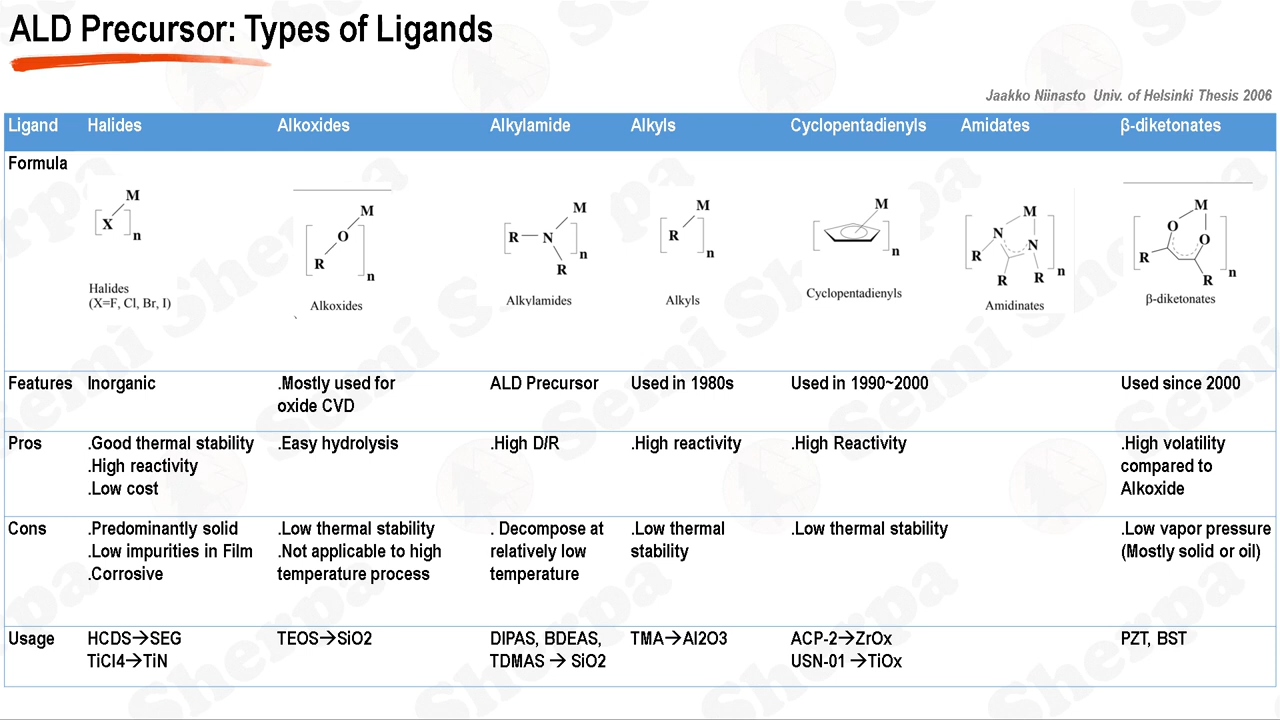 ALD Precursor: Types of Ligands
Jaakko Niinasto Univ. of Helsinki Thesis 2006
Ligand Halides Alkoxides Alkylamide Alkyls Cyclopentadienyls Amidates β-diketonates
Formula
M
X
n
Halides
(X=F, Cl, Br, I)
M
O
R
n
Alkoxides
M
R—N
n
R
Alkylamides
M
R
n
Alkyls
M
n
Cyclopentadienyls
M
N
N
R
n
R R
Amidinates
M
O
O
R
n
R
β-diketonates
Features
Inorganic
.Mostly used for
oxide CVD
ALD Precursor
Used in 1980s
Used in 1990~2000
Used since 2000
Pros
.Good thermal stability
.High reactivity
.Low cost
.Easy hydrolysis
.High D/R
.High reactivity
.High Reactivity
.High volatility
compared to
Alkoxide
Cons
.Predominantly solid
.Low impurities in Film
.Corrosive
.Low thermal stability
.Not applicable to high
temperature process
. Decompose at
relatively low
temperature
.Low thermal
stability
.Low thermal stability
.Low vapor pressure
(Mostly solid or oil)
Usage
HCDS→SEG
TiCl4→TiN
TEOS→SiO2
DIPAS, BDEAS,
TDMAS → SiO2
TMA→Al2O3
ACP-2→ZrOx
USN-01 →TiOx
PZT, BST
Semi Sherpa